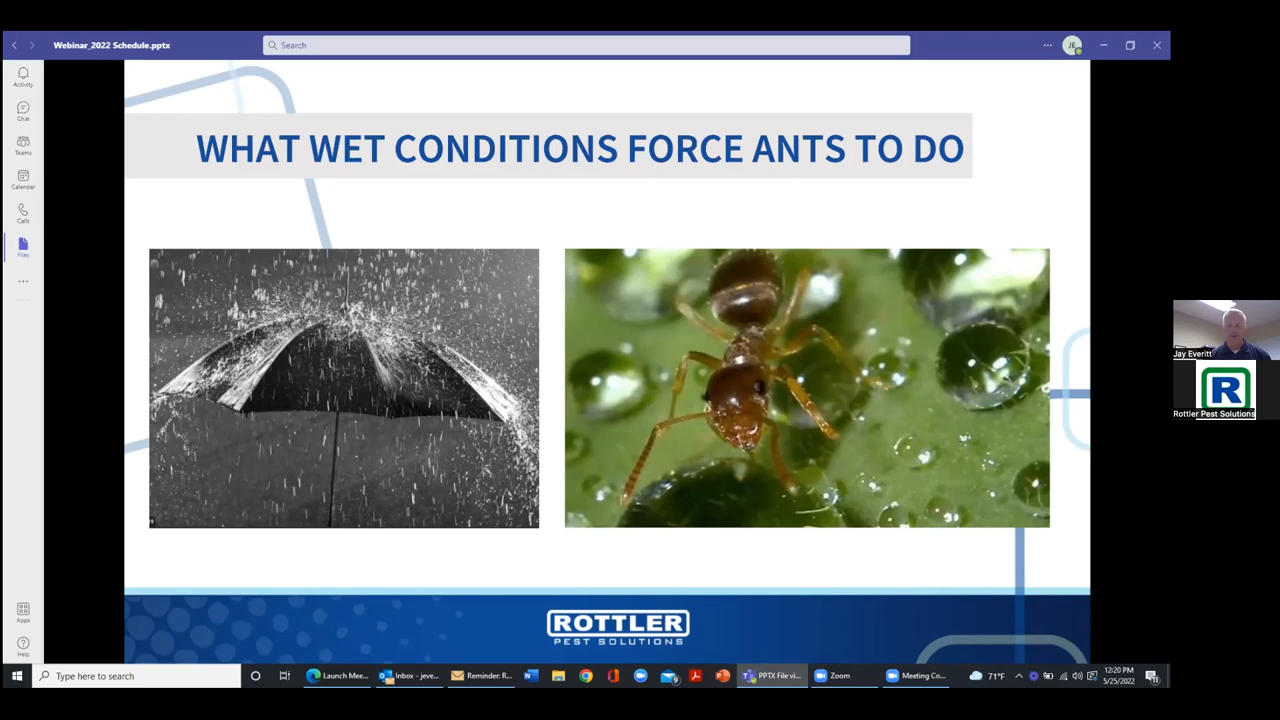 Webinar_2022 Schedule.pptx
Search
JE
Activity
Chat
Teams
Calendar
Calls
Files
WHAT WET CONDITIONS FORCE ANTS TO DO
Jay Everitt
R
Rottler Pest Solutions
ROTTLER
PEST SOLUTIONS
Apps
Help
Type here to search
Launch Mee...
Inbox - jeve...
Reminder: R...
9
PPTX File vi...
Zoom
Meeting Co...
71°F
12:20 PM
5/25/2022